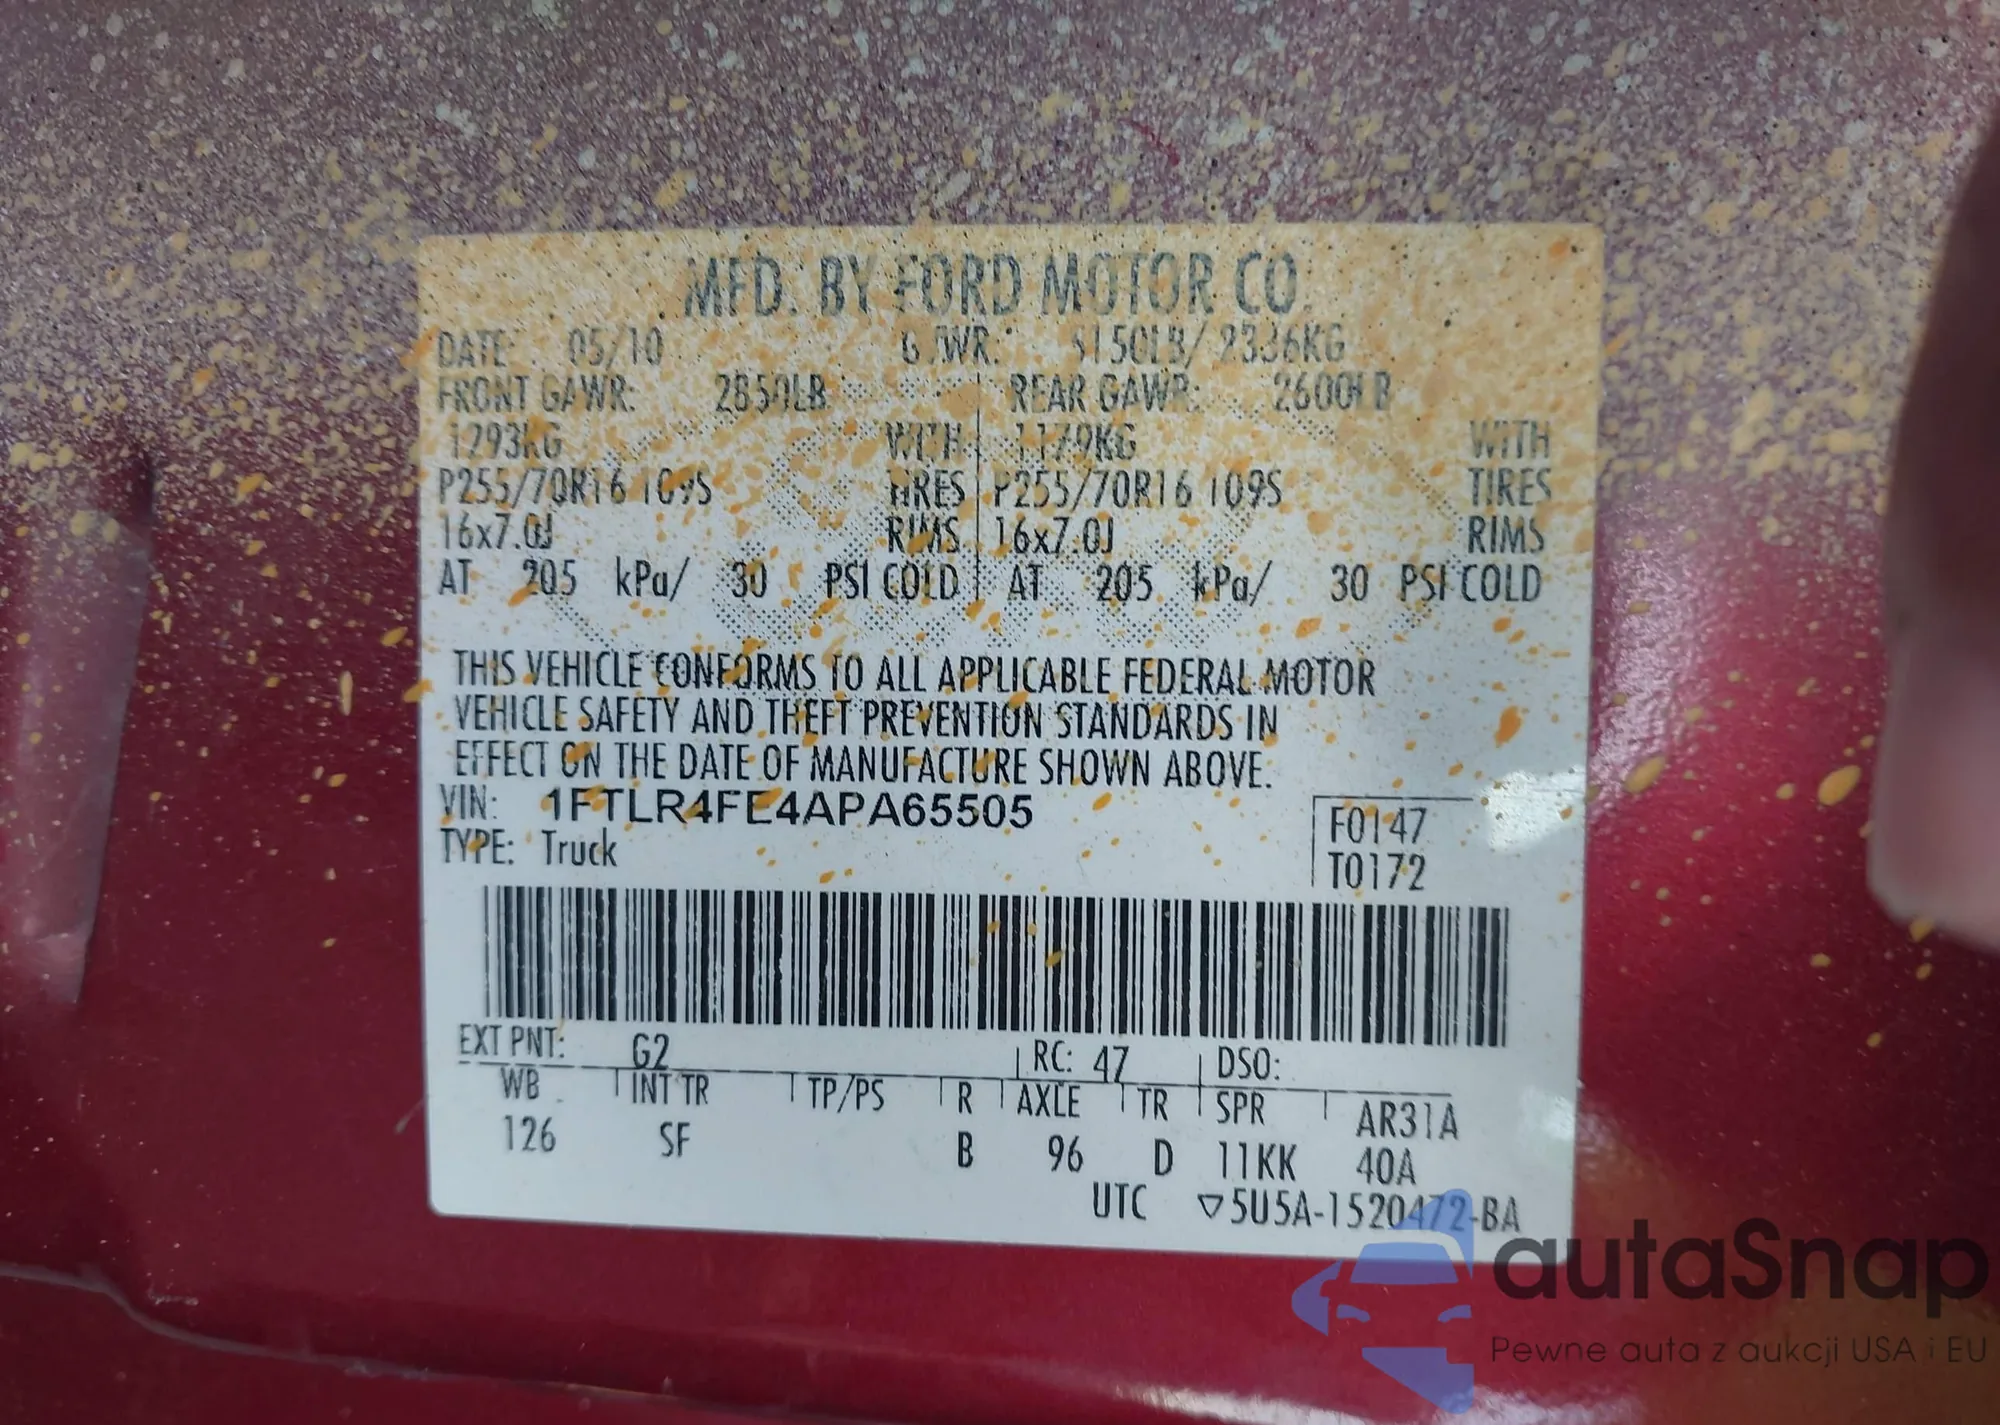 MFD. BY FORD MOTOR CO.
DATE: 05/10 GVWR: 5150LB/ 2336KG
FRONT GAWR: 2850LB REAR GAWR: 2600LB
1293KG WITH 1179KG WITH
P255/70R16 109S TIRES P255/70R16 109S TIRES
16x7.0J RIMS 16x7.0J RIMS
AT 205 kPa/ 30 PSI COLD AT 205 kPa/ 30 PSI COLD
THIS VEHICLE CONFORMS TO ALL APPLICABLE FEDERAL MOTOR
VEHICLE SAFETY AND THEFT PREVENTION STANDARDS IN
EFFECT ON THE DATE OF MANUFACTURE SHOWN ABOVE.
VIN: 1FTLR4FE4APA65505
TYPE: Truck
F0147
T0172
EXT PNT: G2 RC: 47 DSO:
WB INT TR TP/PS R AXLE TR SPR AR31A
126 SF B 96 D 11KK 40A
UTC ▽5U5A-1520472-BA
autaSnap
Pewne auta z aukcji USA i EU